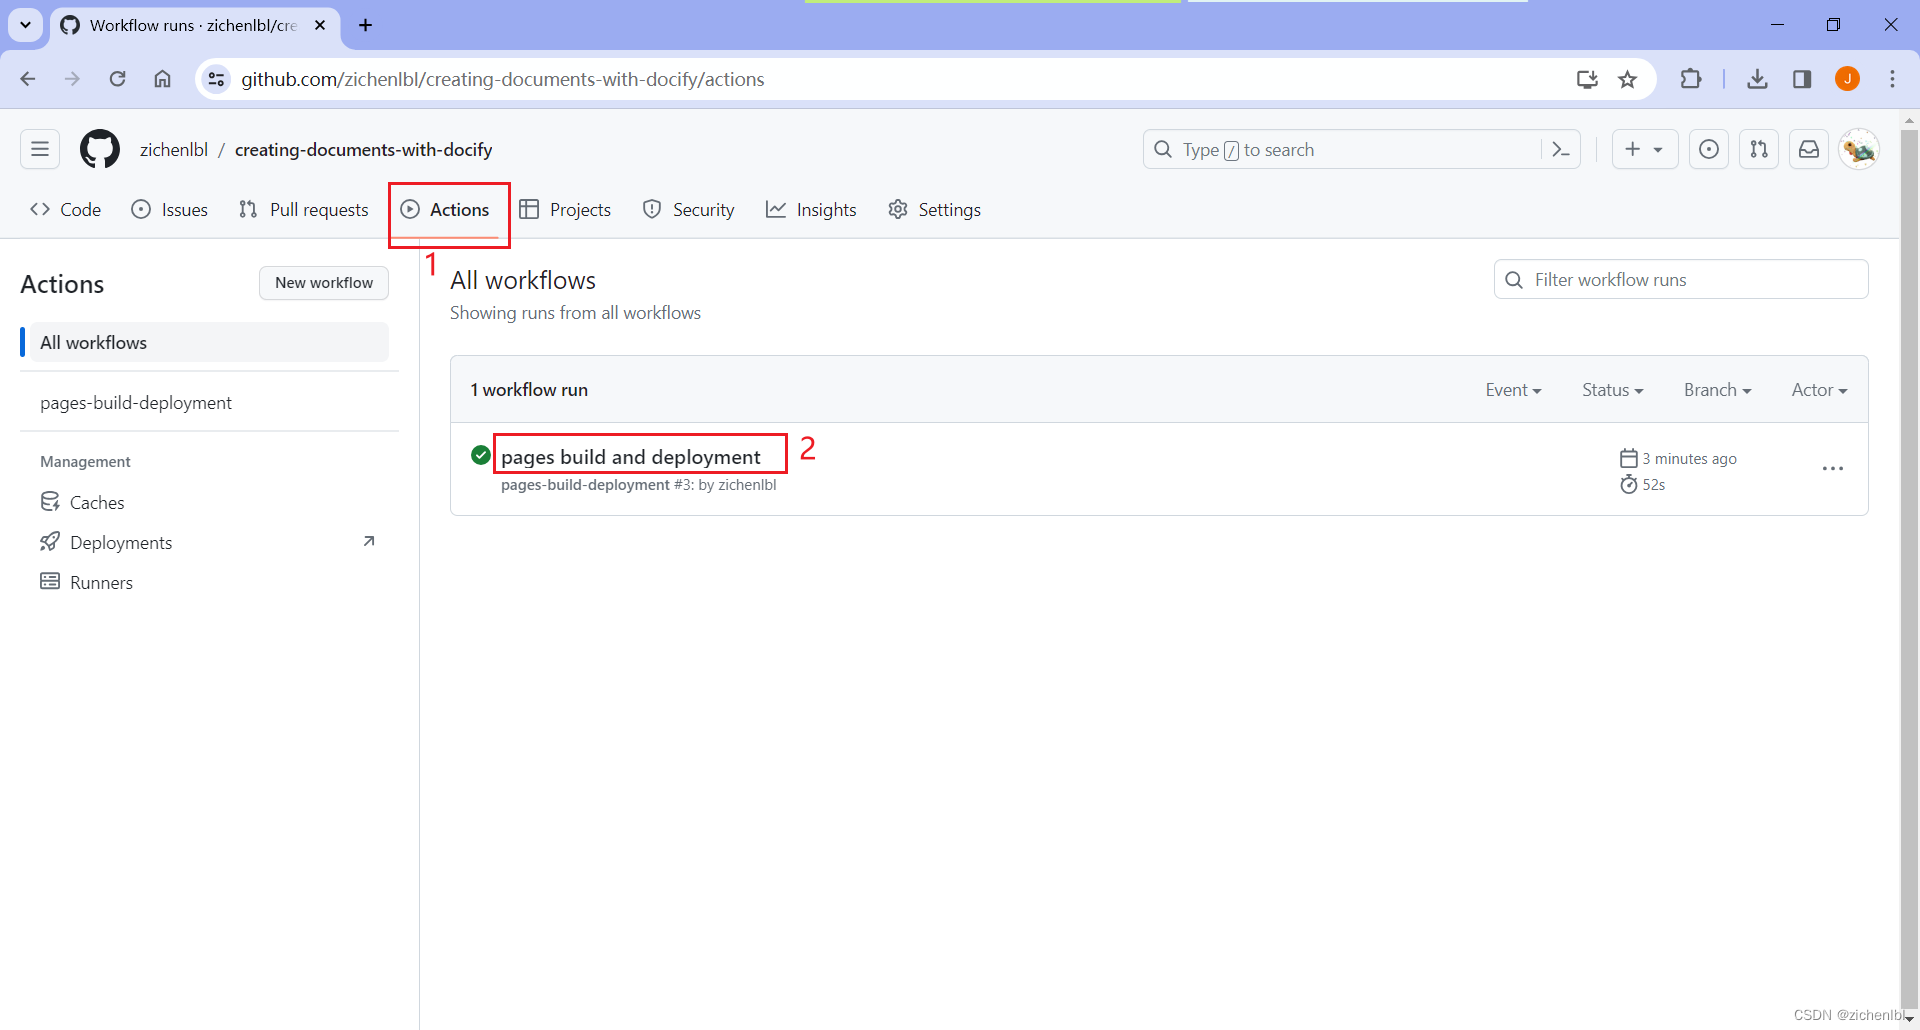 Workflow runs · zichenlbl/cre
github.com/zichenlbl/creating-documents-with-docify/actions
J
zichenlbl / creating-documents-with-docify
Type / to search
Code
Issues
Pull requests
Actions
Projects
Security
Insights
Settings
1
Actions
New workflow
All workflows
pages-build-deployment
Management
Caches
Deployments
Runners
All workflows
Showing runs from all workflows
Filter workflow runs
1 workflow run
Event
Status
Branch
Actor
pages build and deployment
2
pages-build-deployment #3: by zichenlbl
3 minutes ago
52s
CSDN @zichenlbl